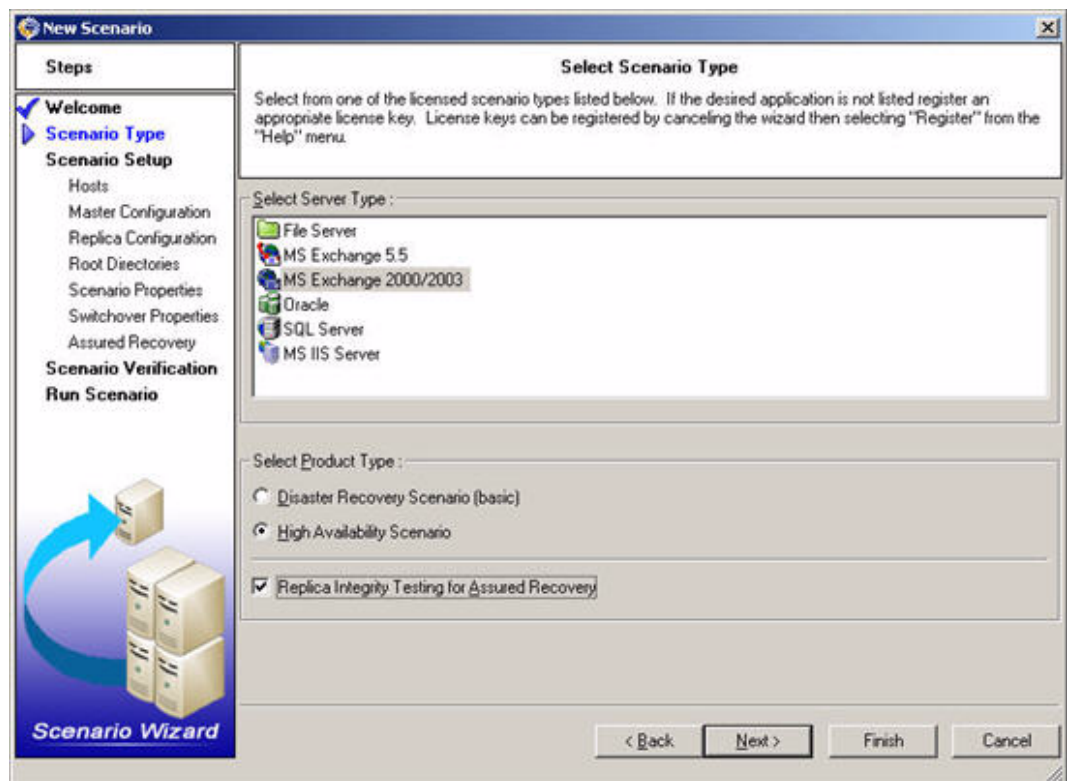 New Scenario
Steps
Welcome
Scenario Type
Scenario Setup
Hosts
Master Configuration
Replica Configuration
Root Directories
Scenario Properties
Switchover Properties
Assured Recovery
Scenario Verification
Run Scenario
Scenario Wizard
Select Scenario Type
Select from one of the licensed scenario types listed below. If the desired application is not listed register an
appropriate license key. License keys can be registered by canceling the wizard then selecting "Register" from the
"Help" menu.
Select Server Type :
File Server
MS Exchange 5.5
MS Exchange 2000/2003
Oracle
SQL Server
MS IIS Server
Select Product Type :
Disaster Recovery Scenario (basic)
High Availability Scenario
Replica Integrity Testing for Assured Recovery
< Back
Next >
Finish
Cancel